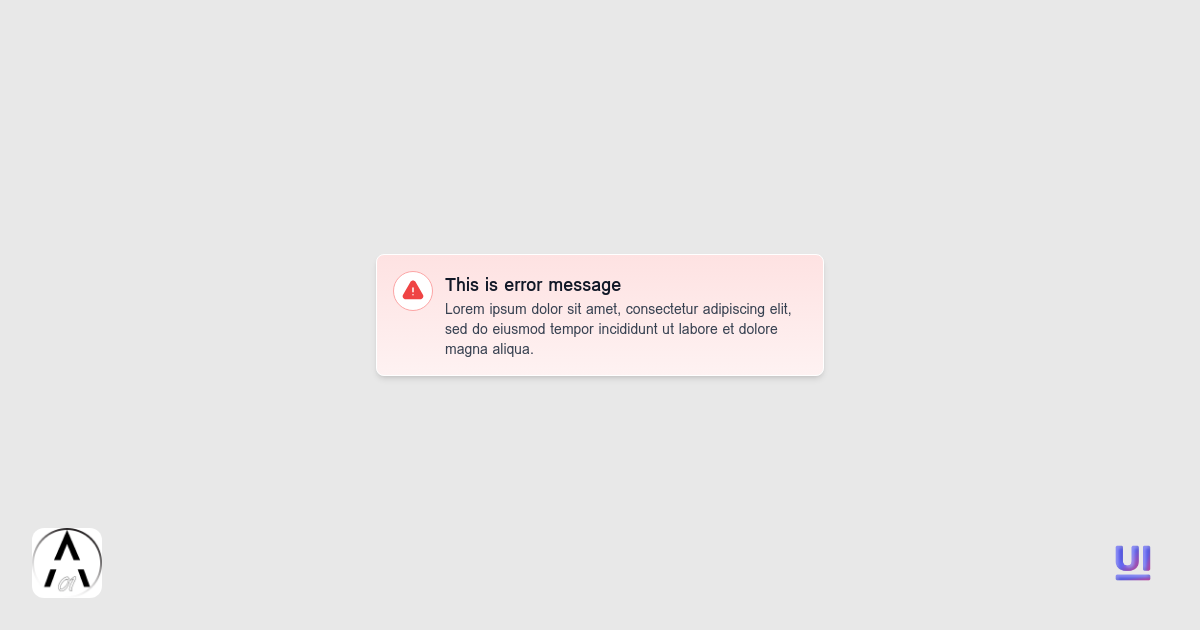 This is error message
Lorem ipsum dolor sit amet, consectetur adipiscing elit,
sed do eiusmod tempor incididunt ut labore et dolore
magna aliqua.
UI